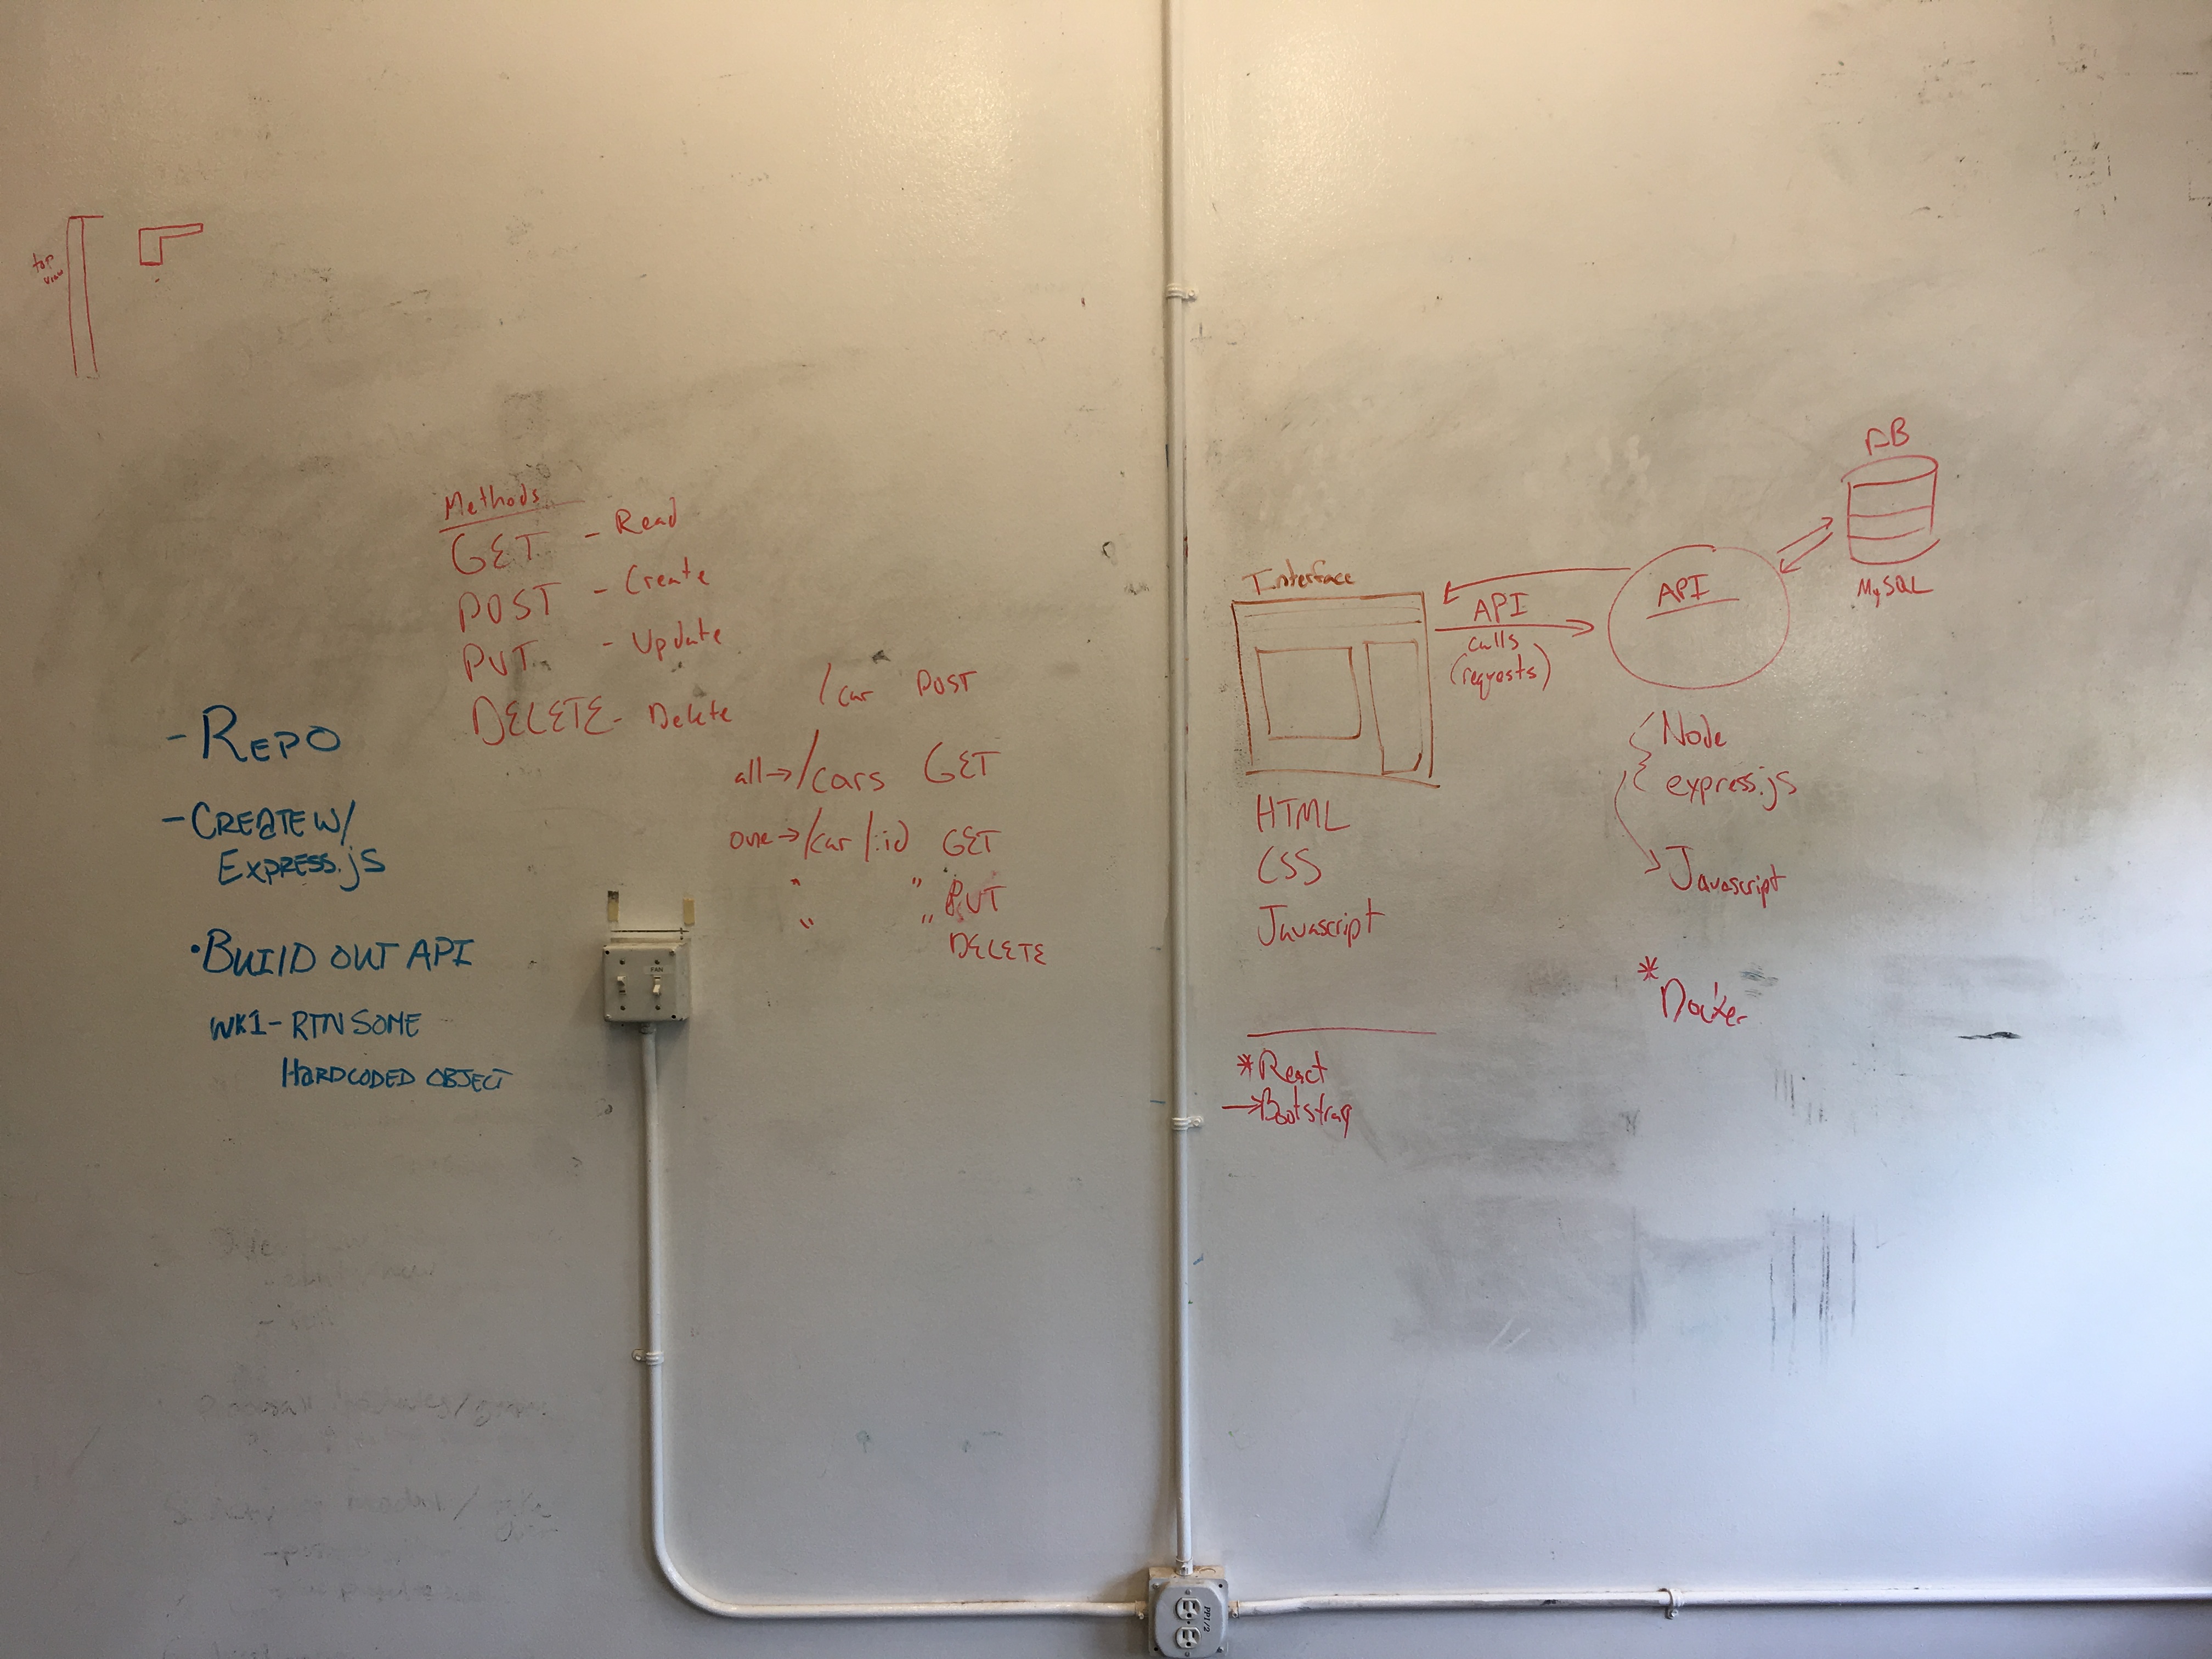 top
view
Methods
GET - Read
POST - Create
PUT - Update
DELETE - Delete
/car POST
all → /cars GET
one → /car/:id GET
" " PUT
" " DELETE
- REPO
- CREATE W/
EXPRESS.js
• BUILD OUT API
WK1 - RTN SOME
HARDCODED OBJECT
FAN
Interface
API
calls
(requests)
API
DB
MySQL
HTML
CSS
Javascript
* React
→ Bootstrap
Node
express.js
Javascript
* Docker
PP1/2